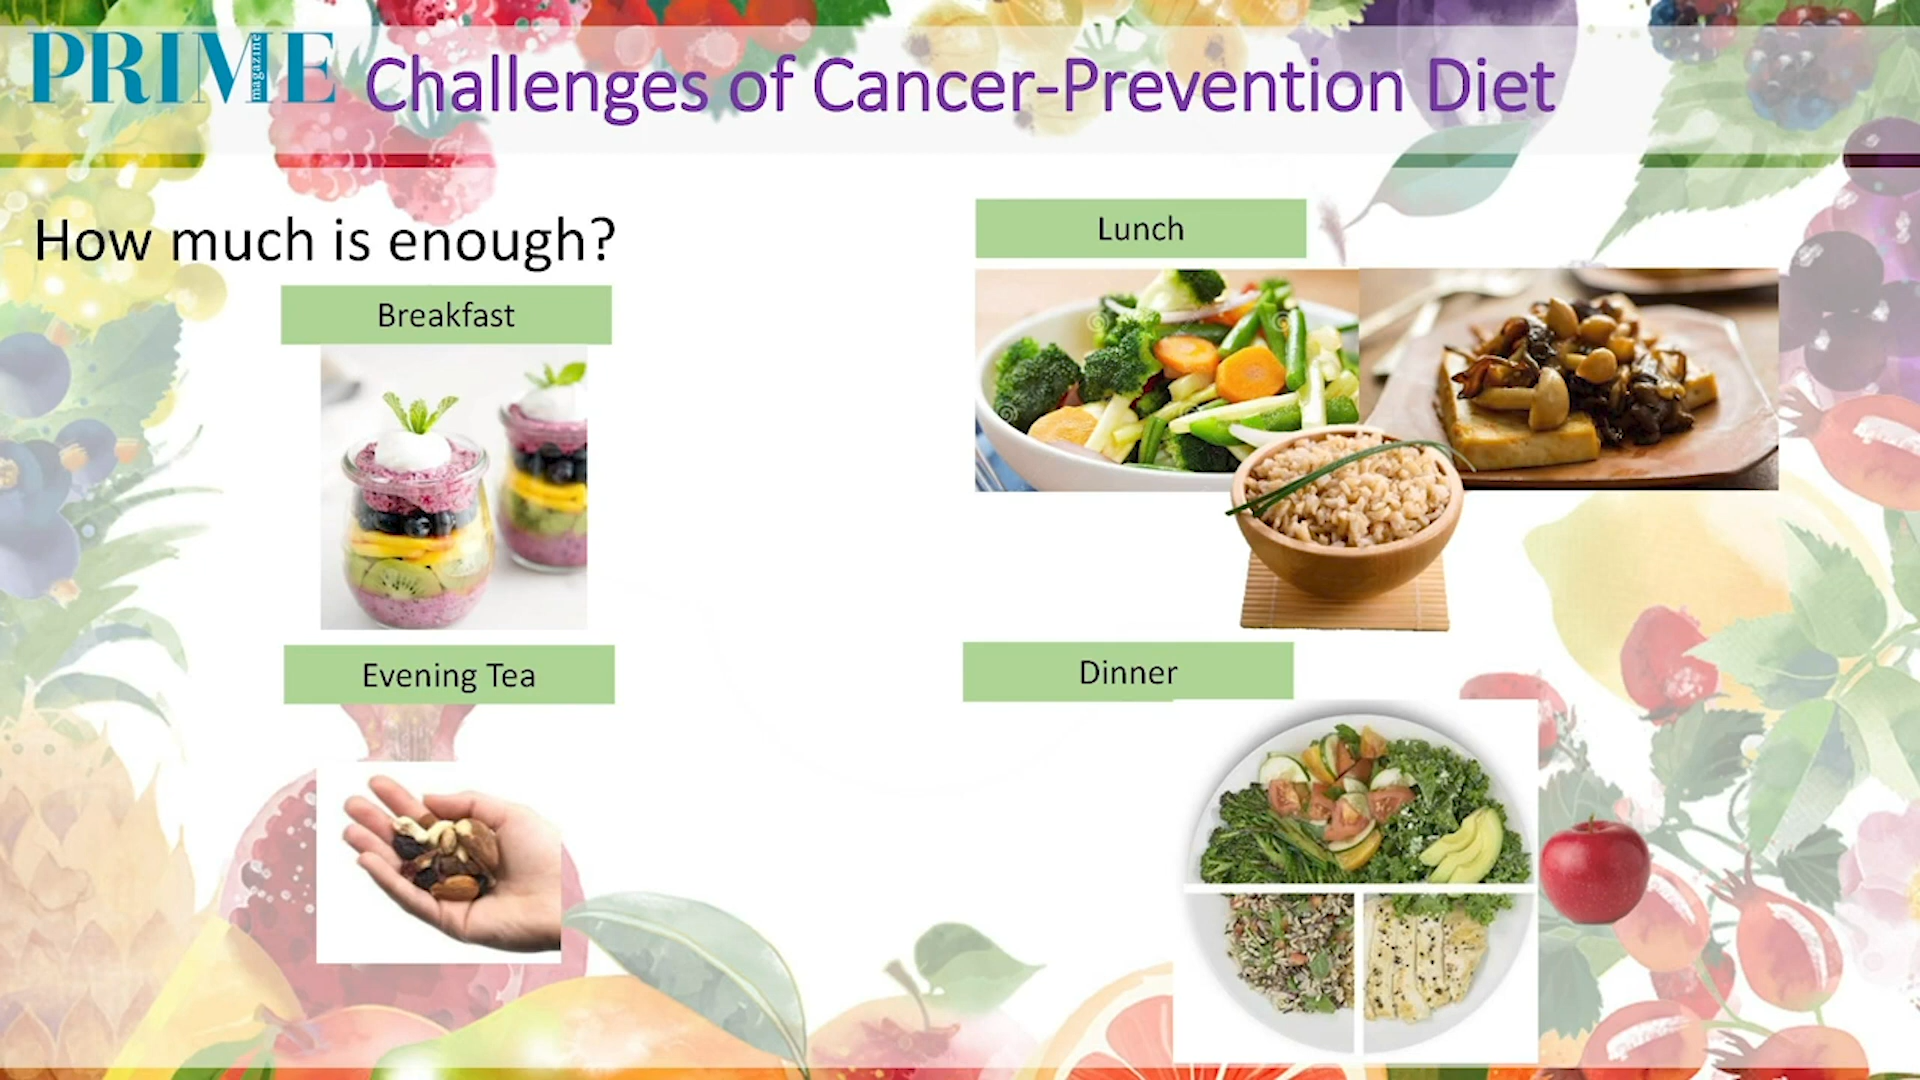 PRIME
magazine
Challenges of Cancer-Prevention Diet
How much is enough?
Breakfast
Lunch
Evening Tea
Dinner